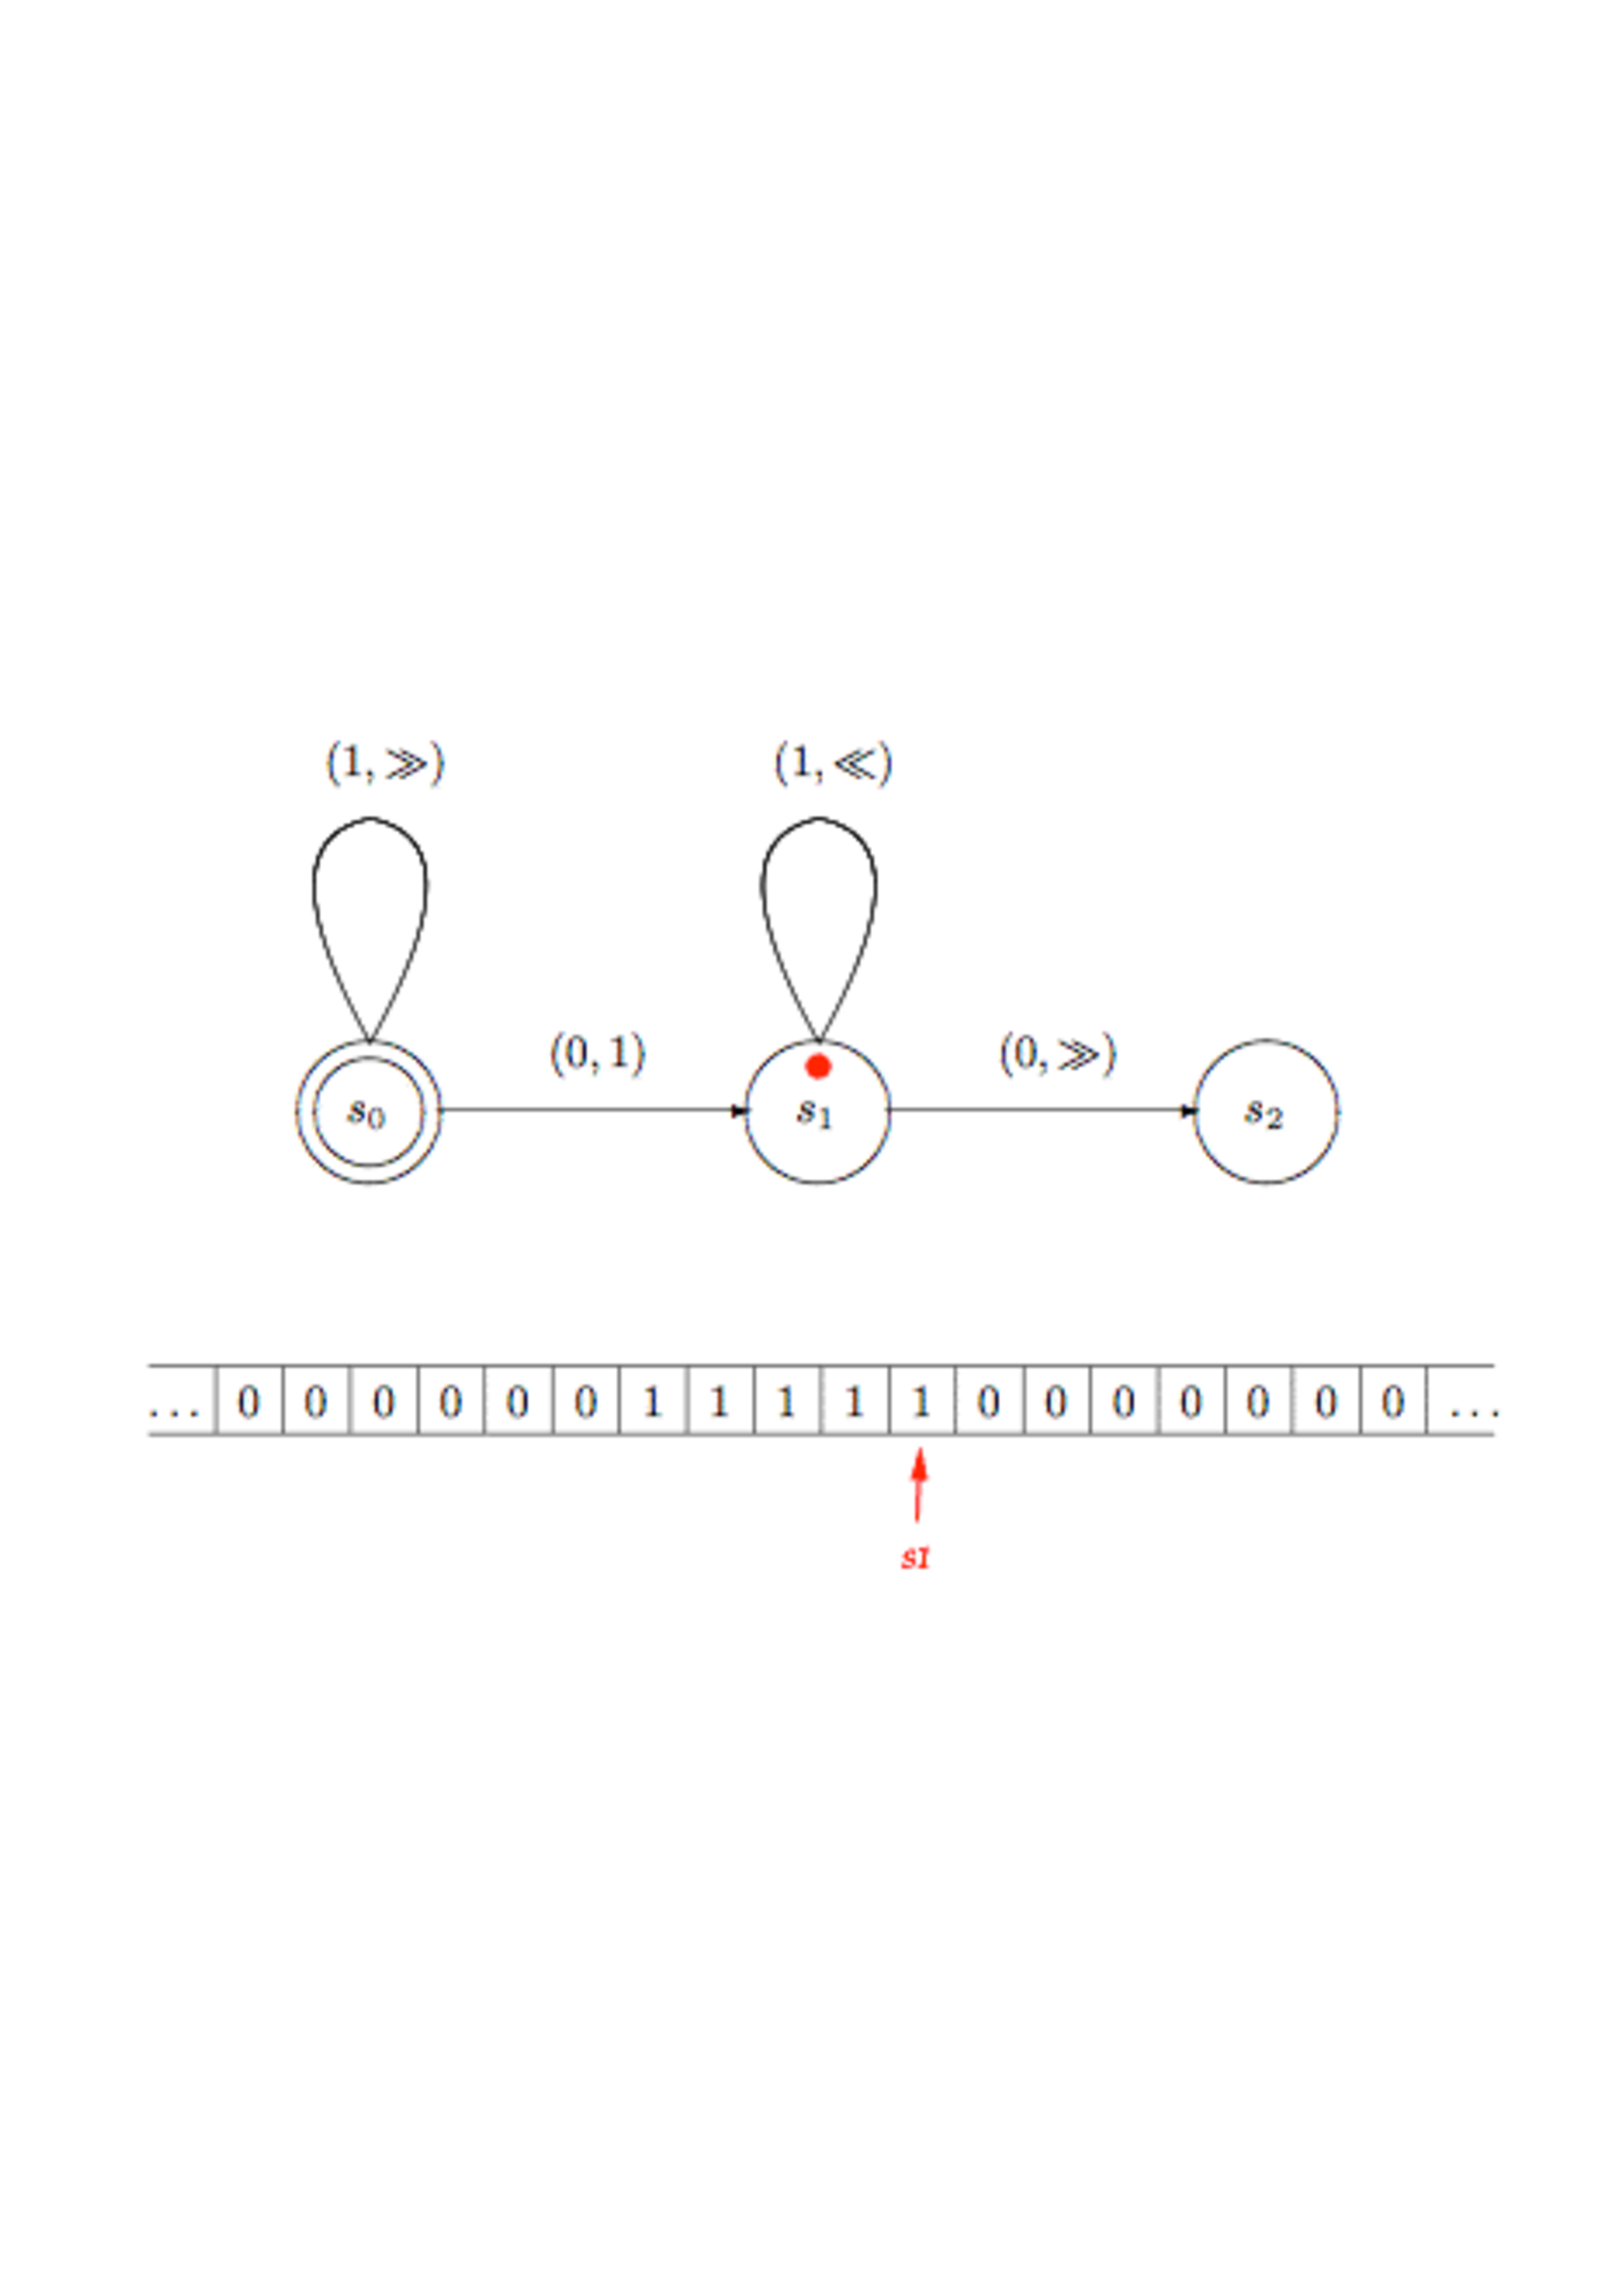 (1, ≫) (1, ≪)
(0, 1) (0, ≫)
s₀ s₁ s₂
... 0 0 0 0 0 0 1 1 1 1 1 0 0 0 0 0 0 0 ...
s1